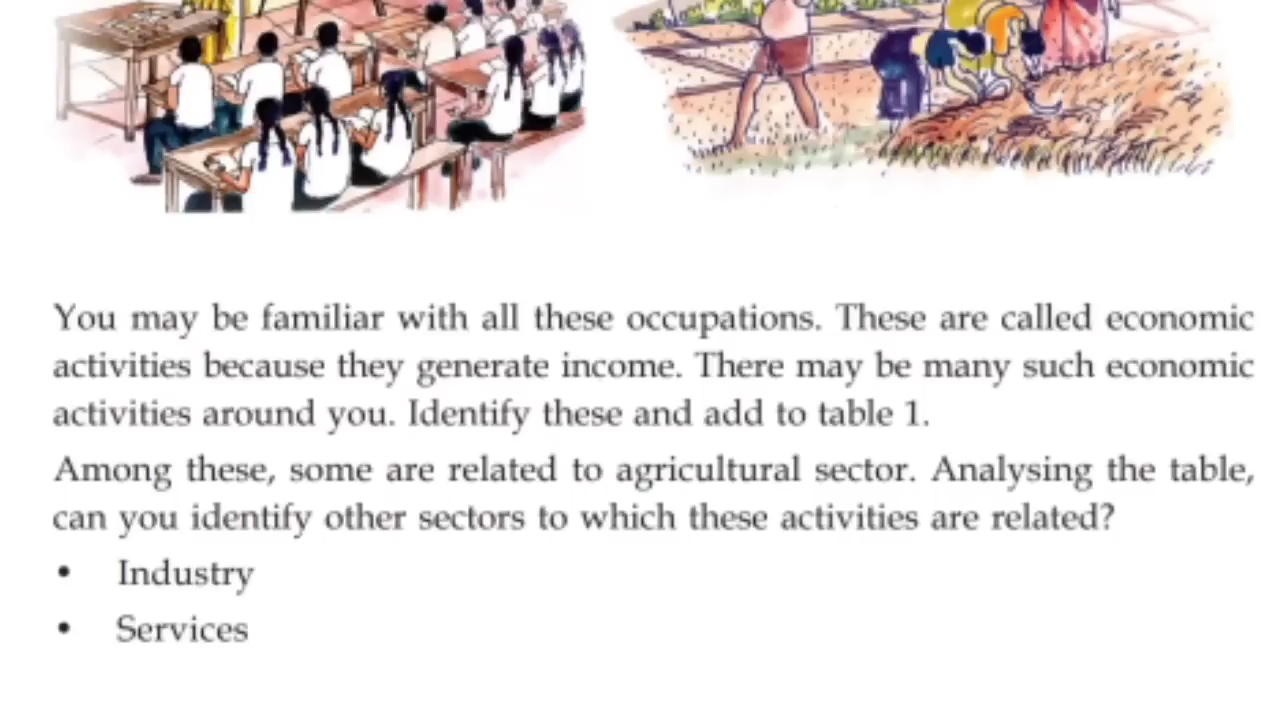 You may be familiar with all these occupations. These are called economic
activities because they generate income. There may be many such economic
activities around you. Identify these and add to table 1.
Among these, some are related to agricultural sector. Analysing the table,
can you identify other sectors to which these activities are related?
• Industry
• Services